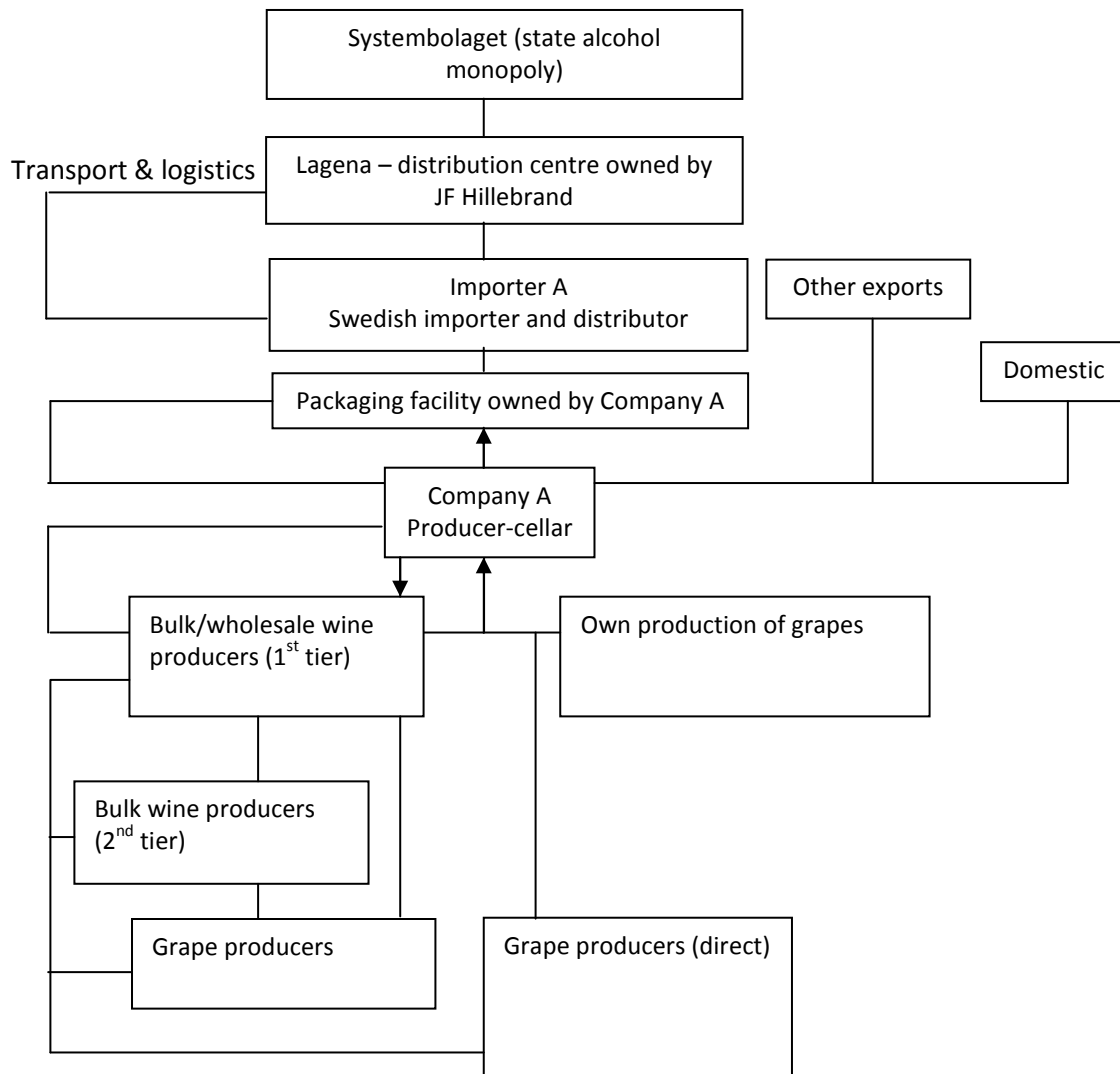 Systembolaget (state alcohol
monopoly)
Transport & logistics
Lagena – distribution centre owned by
JF Hillebrand
Importer A
Swedish importer and distributor
Other exports
Domestic
Packaging facility owned by Company A
Company A
Producer-cellar
Bulk/wholesale wine
producers (1st tier)
Own production of grapes
Bulk wine producers
(2nd tier)
Grape producers
Grape producers (direct)